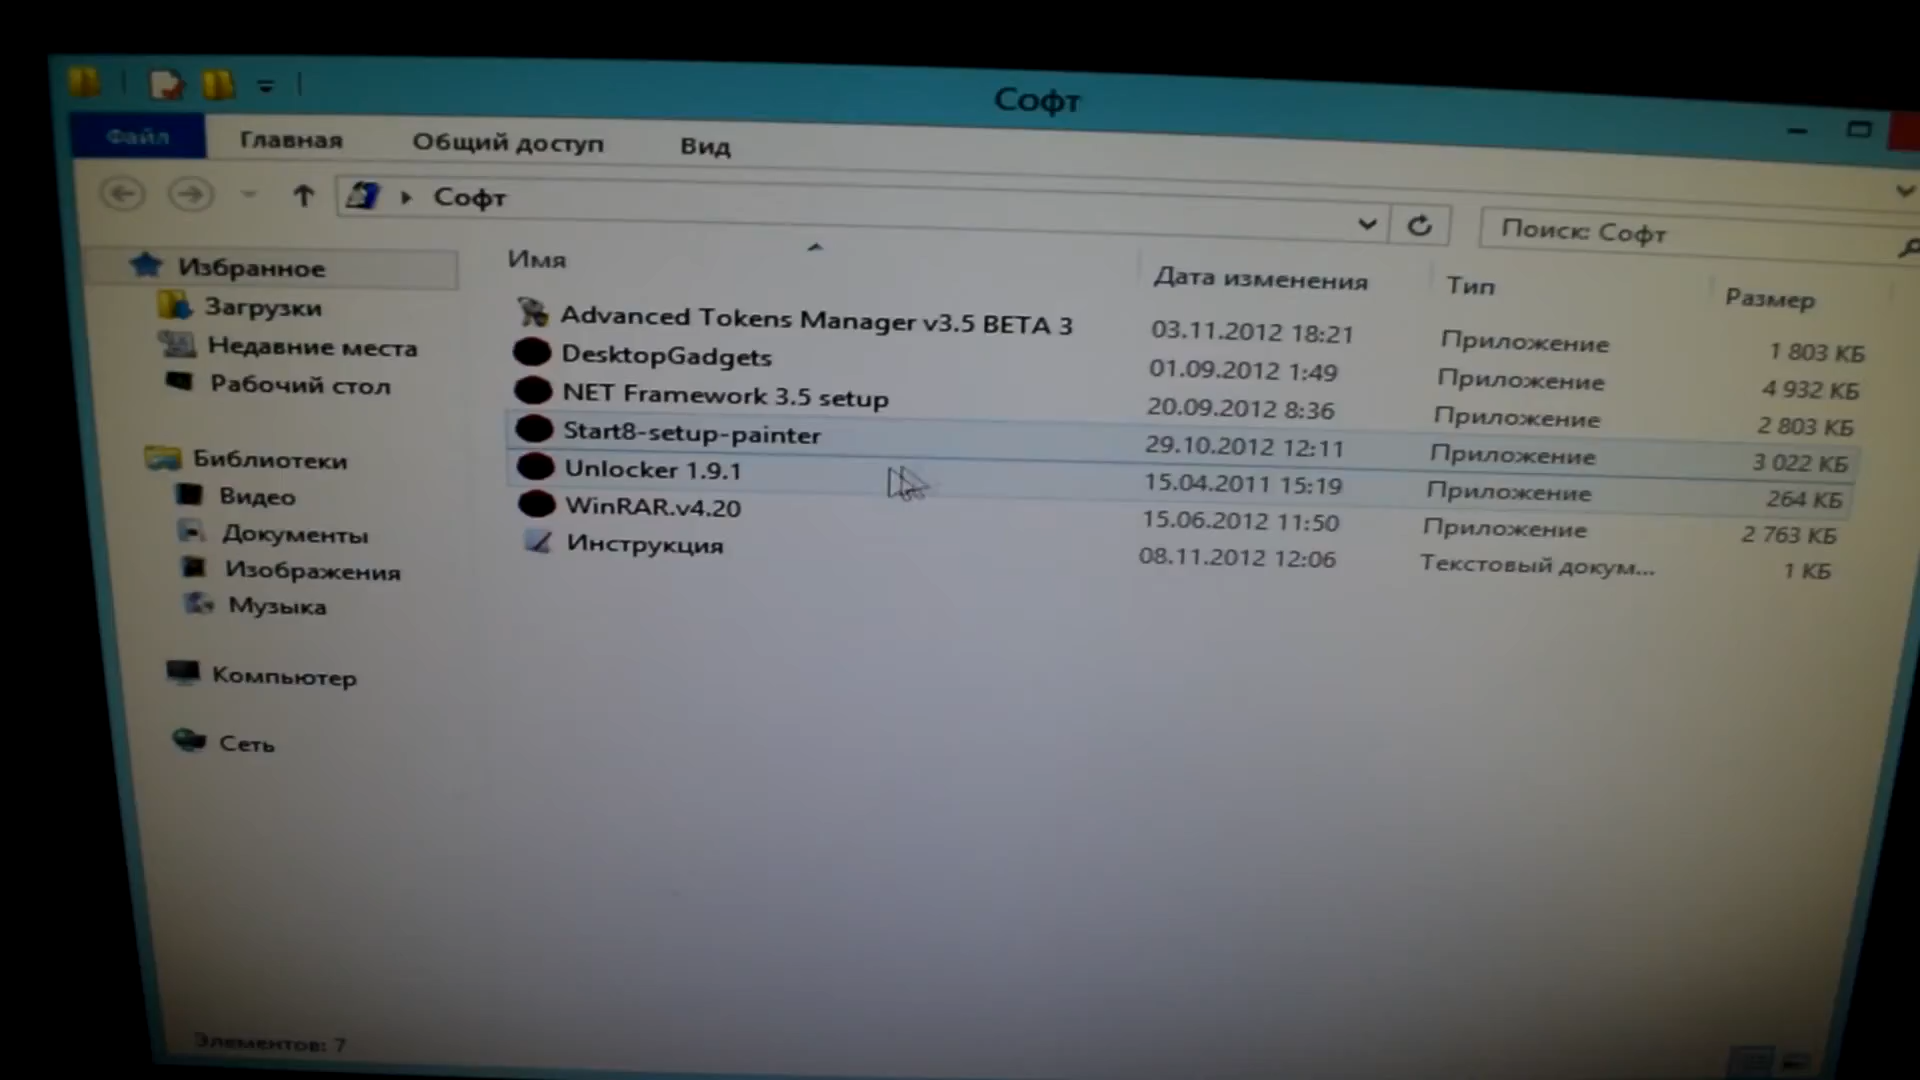 Софт
Файл Главная Общий доступ Вид
Софт
Поиск: Софт
Имя Дата изменения Тип Размер
Избранное
Загрузки
Недавние места
Рабочий стол
Библиотеки
Видео
Документы
Изображения
Музыка
Компьютер
Сеть
Advanced Tokens Manager v3.5 BETA 3 03.11.2012 18:21 Приложение 1 803 КБ
DesktopGadgets 01.09.2012 1:49 Приложение 4 932 КБ
NET Framework 3.5 setup 20.09.2012 8:36 Приложение 2 803 КБ
Start8-setup-painter 29.10.2012 12:11 Приложение 3 022 КБ
Unlocker 1.9.1 15.04.2011 15:19 Приложение 264 КБ
WinRAR.v4.20 15.06.2012 11:50 Приложение 2 763 КБ
Инструкция 08.11.2012 12:06 Текстовый докум... 1 КБ
Элементов: 7